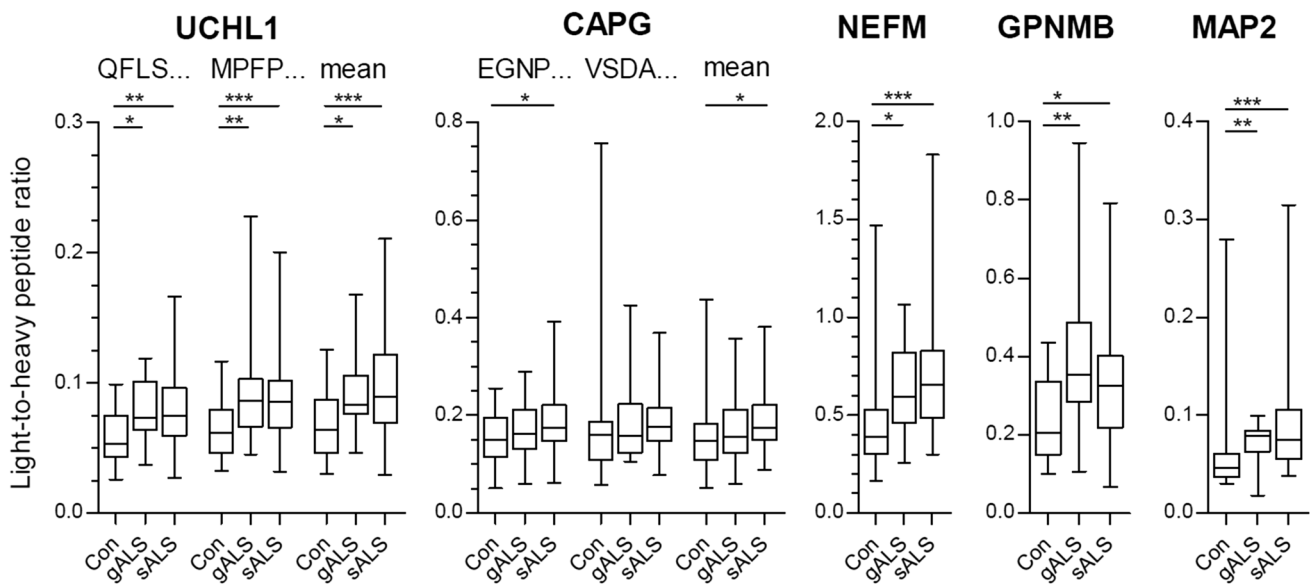 UCHL1 CAPG NEFM GPNMB MAP2
QFLS... MPFP... mean EGNP... VSDA... mean
** *** *** * * *** * ***
* ** * * ** **
Light-to-heavy peptide ratio
0.3 0.8 2.0 1.0 0.4
0.2 0.6 1.5 0.8 0.3
0.1 0.4 1.0 0.6 0.2
0.0 0.2 0.5 0.4 0.1
0.0 0.0 0.2 0.0
0.0
Con gALS sALS Con gALS sALS Con gALS sALS Con gALS sALS Con gALS sALS Con gALS sALS Con gALS sALS Con gALS sALS Con gALS sALS